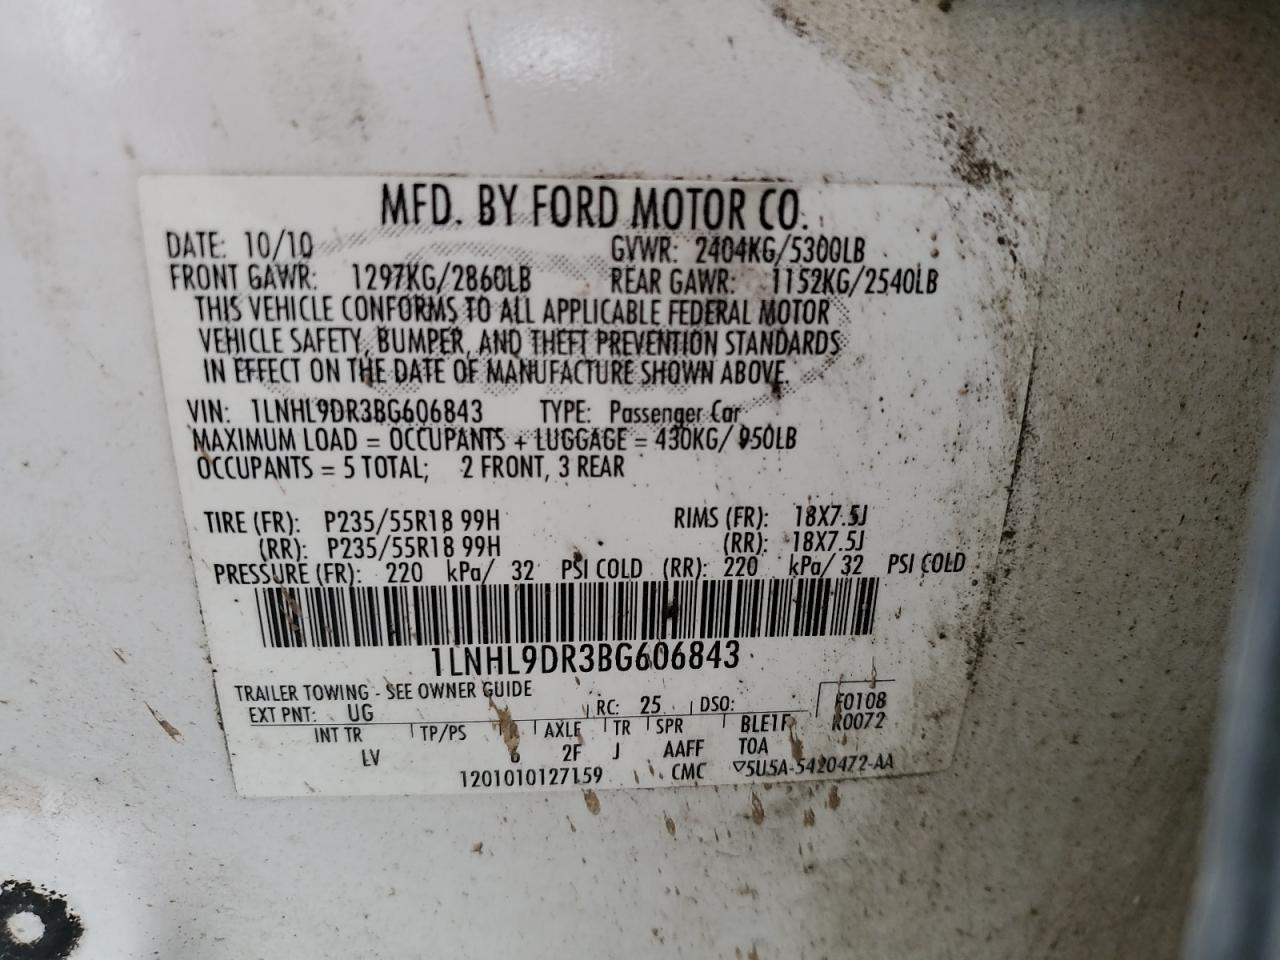 MFD. BY FORD MOTOR CO.
DATE: 10/10 GVWR: 2404KG/5300LB
FRONT GAWR: 1297KG/2860LB REAR GAWR: 1152KG/2540LB
THIS VEHICLE CONFORMS TO ALL APPLICABLE FEDERAL MOTOR
VEHICLE SAFETY, BUMPER, AND THEFT PREVENTION STANDARDS
IN EFFECT ON THE DATE OF MANUFACTURE SHOWN ABOVE.
VIN: 1LNHL9DR3BG606843 TYPE: Passenger Car
MAXIMUM LOAD = OCCUPANTS + LUGGAGE = 430KG/ 950LB
OCCUPANTS = 5 TOTAL; 2 FRONT, 3 REAR
TIRE (FR): P235/55R18 99H RIMS (FR): 18X7.5J
(RR): P235/55R18 99H (RR): 18X7.5J
PRESSURE (FR): 220 kPa/ 32 PSI COLD (RR): 220 kPa/ 32 PSI COLD
1LNHL9DR3BG606843
TRAILER TOWING - SEE OWNER GUIDE
EXT PNT: UG RC: 25 DSO: F0108
INT TR TP/PS R AXLE TR SPR BLE1F R0072
LV 6 2F J AAFF TOA
1201010127159 CMC ▽5U5A-5420472-AA